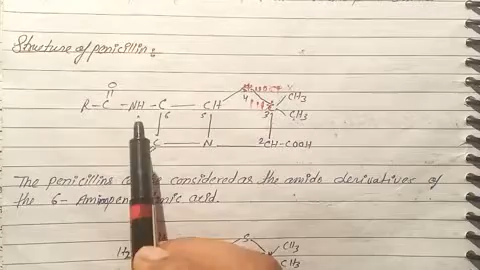 Structure of penicillin:
O
R-C-NH-C CH CH3
6 5 4 3 CH3
N 2CH-COOH
The penicillins considered as the amide derivatives of
the 6-
S CH3
CH3